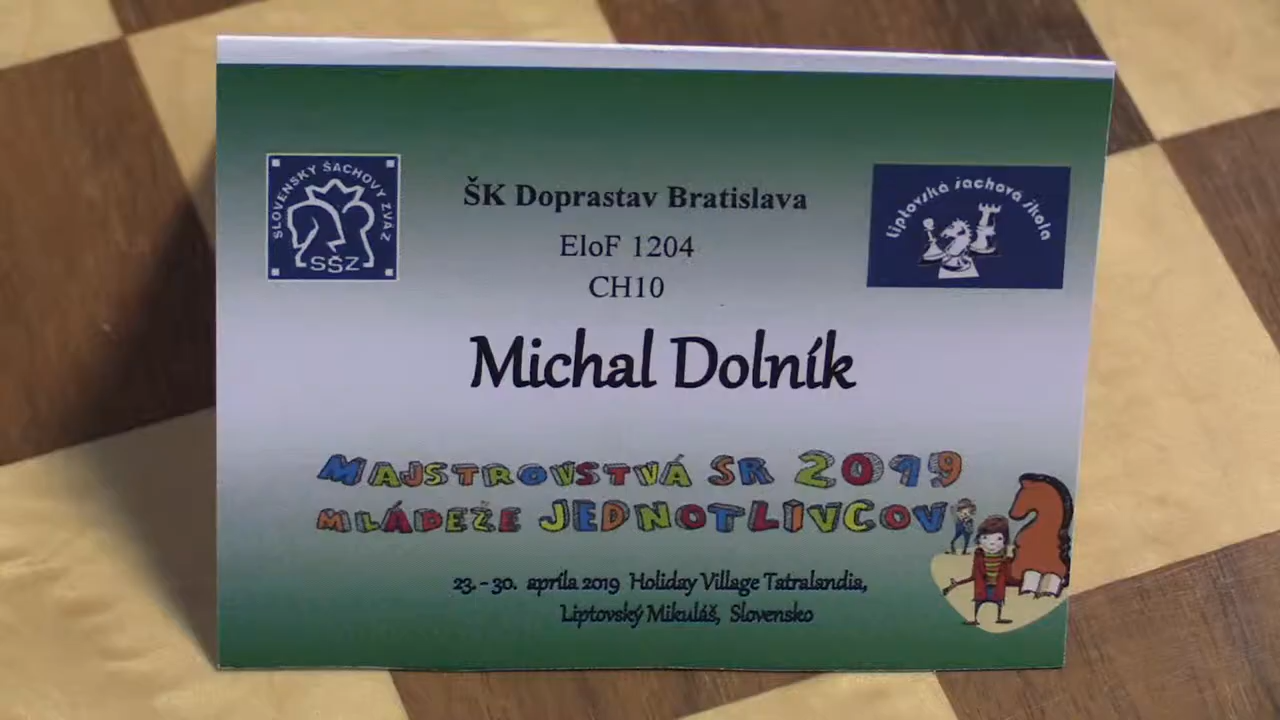 SLOVENSKÝ ŠACHOVÝ ZVÄZ
SŠZ
ŠK Doprastav Bratislava
EloF 1204
CH10
Liptovská šachová škola
Michal Dolník
MAJSTROVSTVÁ SR 2019
MLÁDEŽE JEDNOTLIVCOV
23. - 30. apríla 2019 Holiday Village Tatralandia,
Liptovský Mikuláš, Slovensko